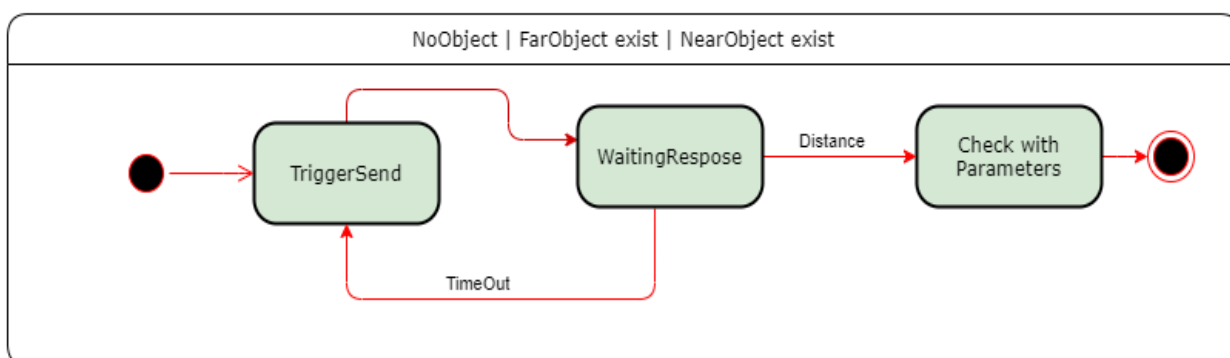 NoObject | FarObject exist | NearObject exist
TriggerSend
WaitingRespose
Distance
Check with
Parameters
TimeOut